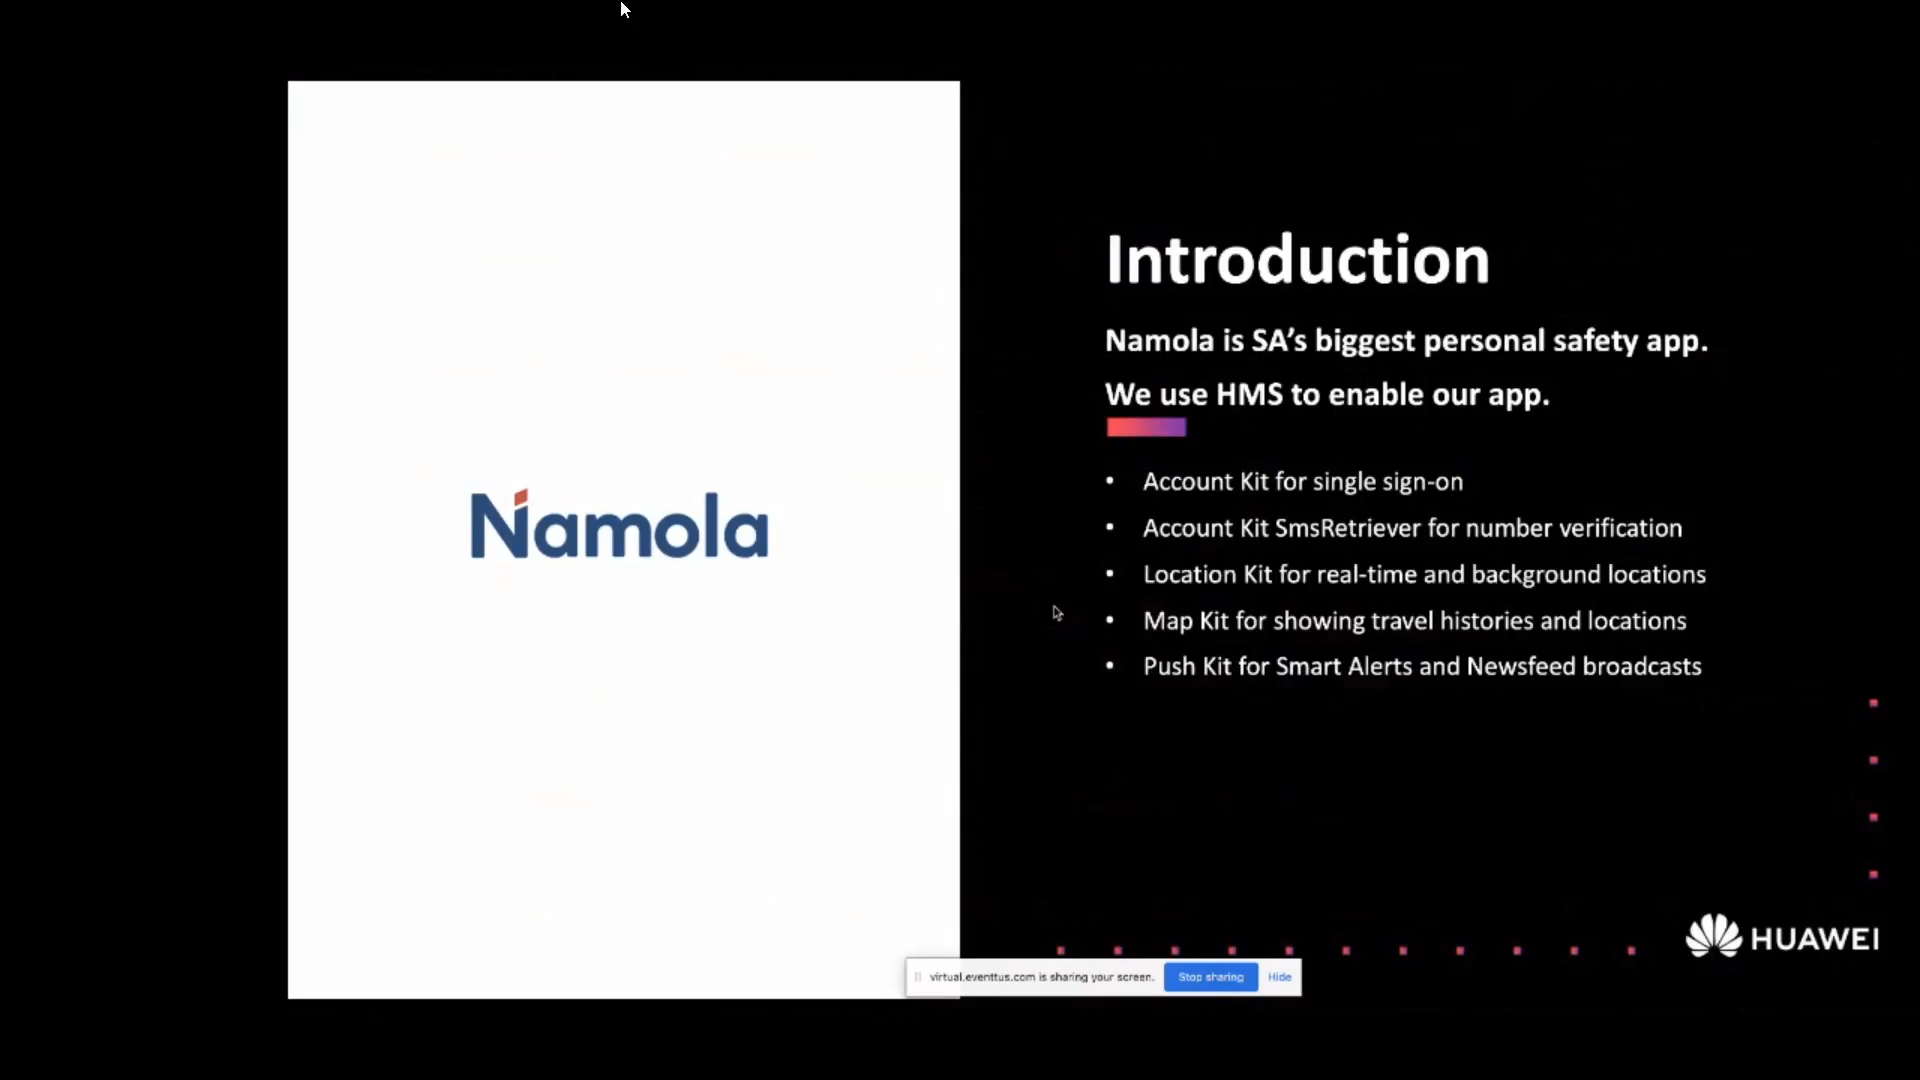 Namola
Introduction
Namola is SA's biggest personal safety app.
We use HMS to enable our app.
• Account Kit for single sign-on
• Account Kit SmsRetriever for number verification
• Location Kit for real-time and background locations
• Map Kit for showing travel histories and locations
• Push Kit for Smart Alerts and Newsfeed broadcasts
HUAWEI
virtual.eventtus.com is sharing your screen. Stop sharing Hide